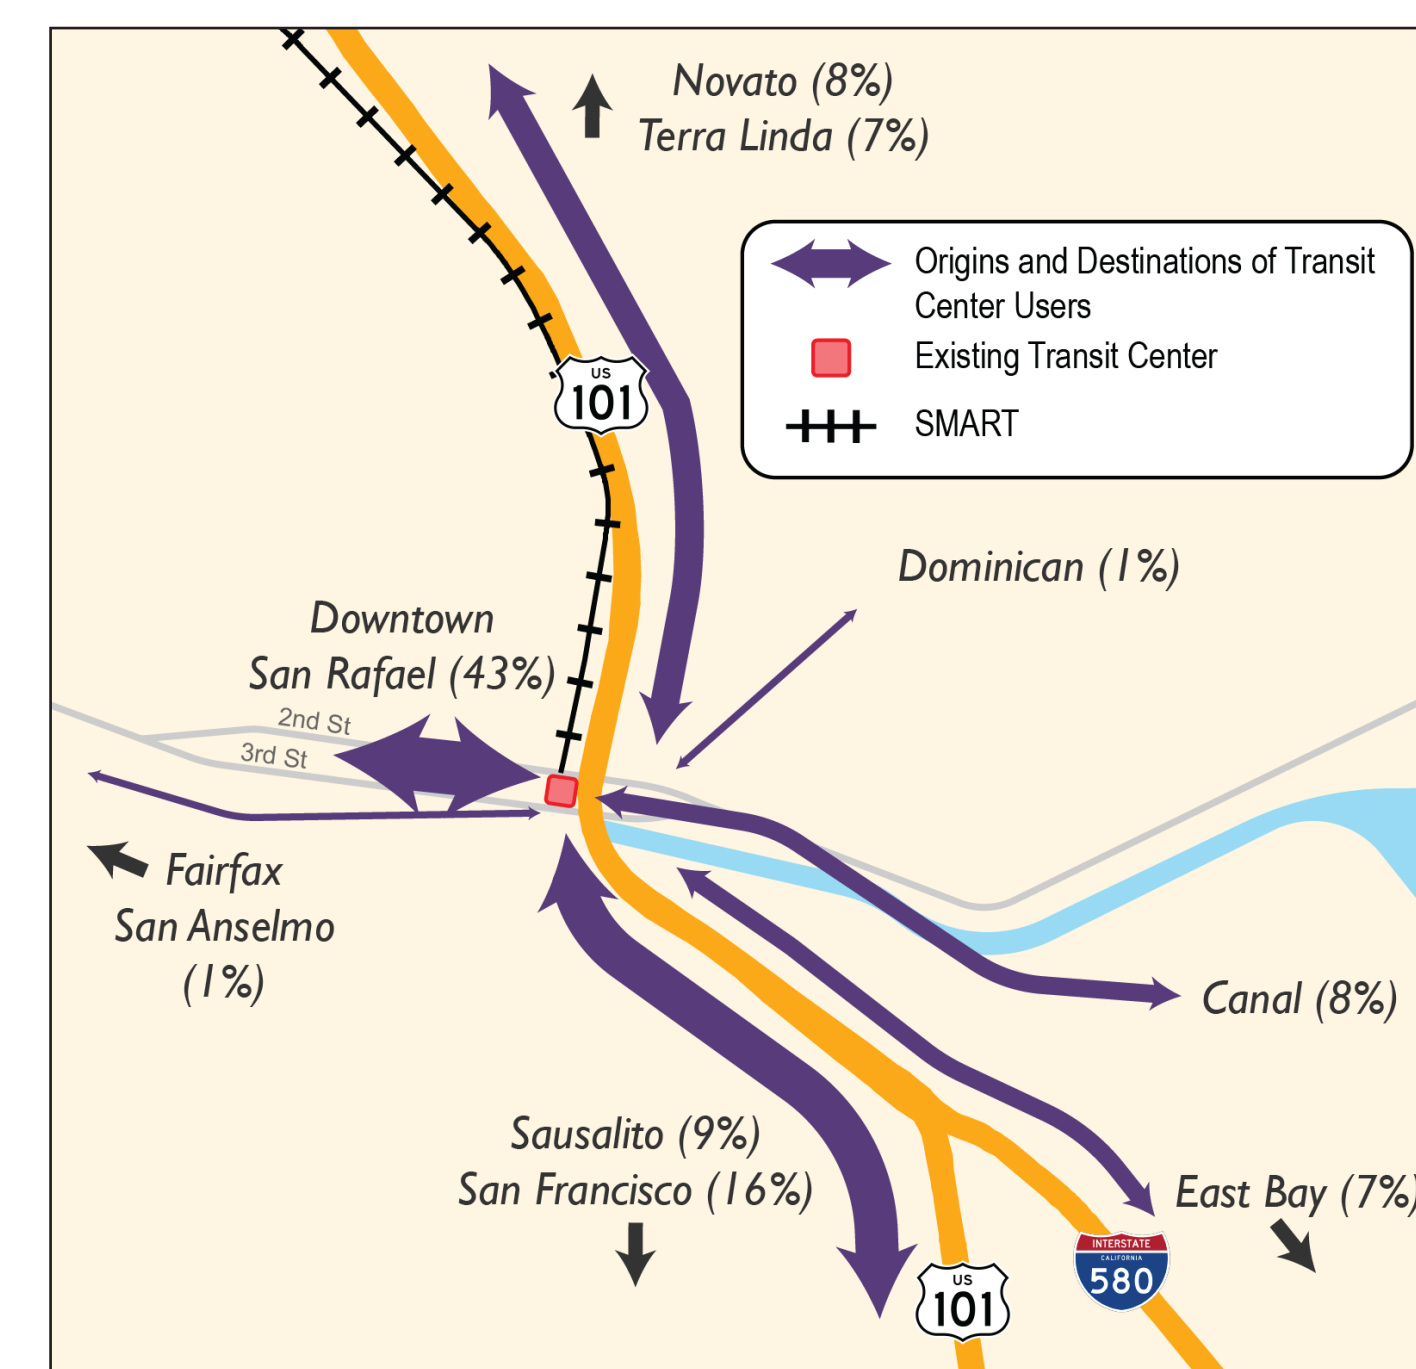 Novato (8%)
Terra Linda (7%)
Origins and Destinations of Transit
Center Users
Existing Transit Center
SMART
US
101
Dominican (1%)
Downtown
San Rafael (43%)
2nd St
3rd St
Fairfax
San Anselmo
(1%)
Canal (8%)
Sausalito (9%)
San Francisco (16%)
East Bay (7%)
INTERSTATE
CALIFORNIA
580
US
101